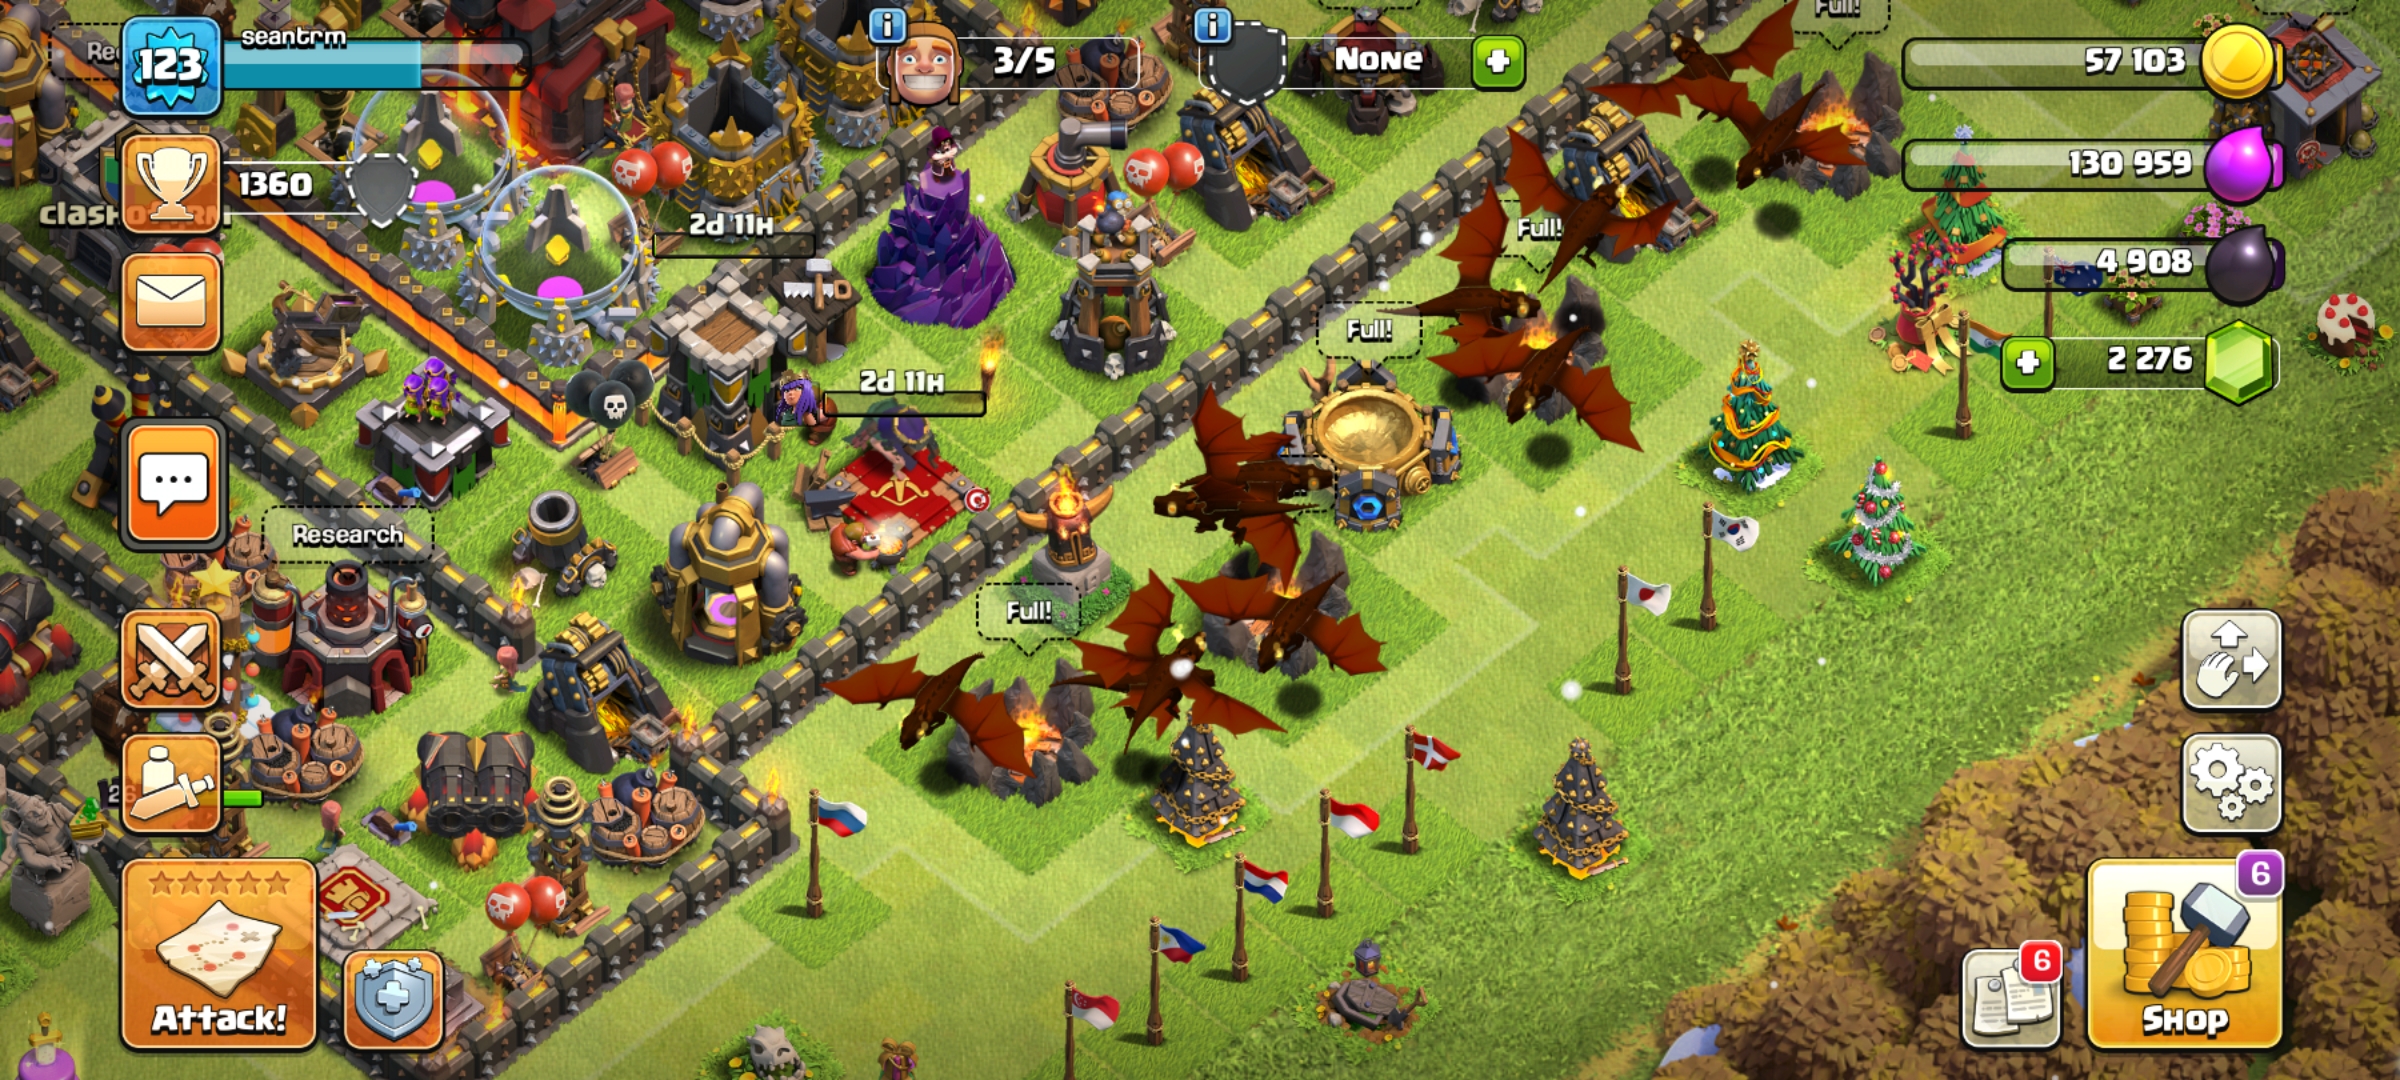 Full!
seantrm
123
3/5
None
57 103
130 959
1360
2d 11H
Full!
4 908
Full!
2 276
2d 11H
Research
Full!
Attack!
6
6
Shop